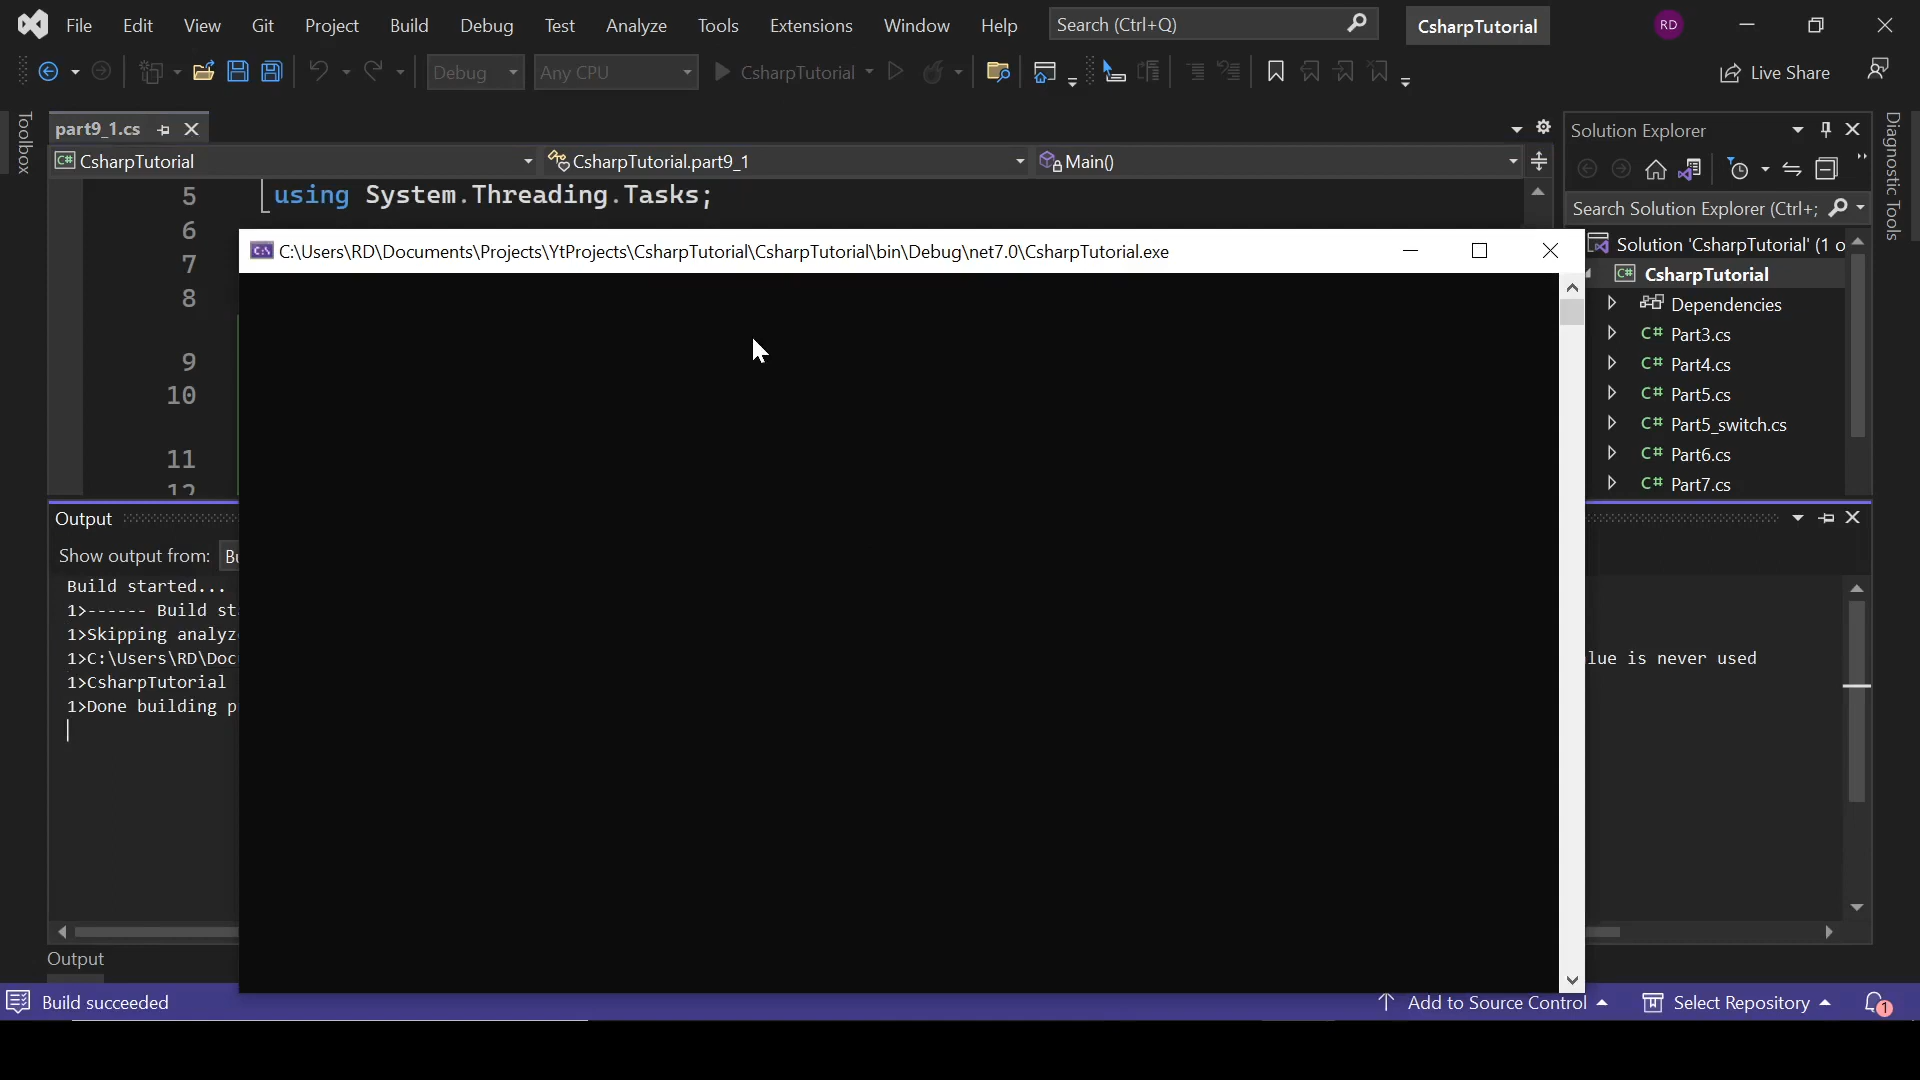 File Edit View Git Project Build Debug Test Analyze Tools Extensions Window Help Search (Ctrl+Q) CsharpTutorial RD
Debug Any CPU CsharpTutorial Live Share
Toolbox
part9_1.cs
CsharpTutorial CsharpTutorial.part9_1 Main()
5 using System.Threading.Tasks;
6
7
8
9
10
11
12
C:\Users\RD\Documents\Projects\YtProjects\CsharpTutorial\CsharpTutorial\bin\Debug\net7.0\CsharpTutorial.exe
Solution Explorer
Search Solution Explorer (Ctrl+;
Solution 'CsharpTutorial' (1 o
C# CsharpTutorial
Dependencies
C# Part3.cs
C# Part4.cs
C# Part5.cs
C# Part5_switch.cs
C# Part6.cs
C# Part7.cs
Diagnostic Tools
Output
Show output from:
Build started...
1>------ Build
1>Skipping
1>C:\Users\RD\
1>CsharpTutorial
1>Done building
is never used
Output
Build succeeded Add to Source Control Select Repository 1